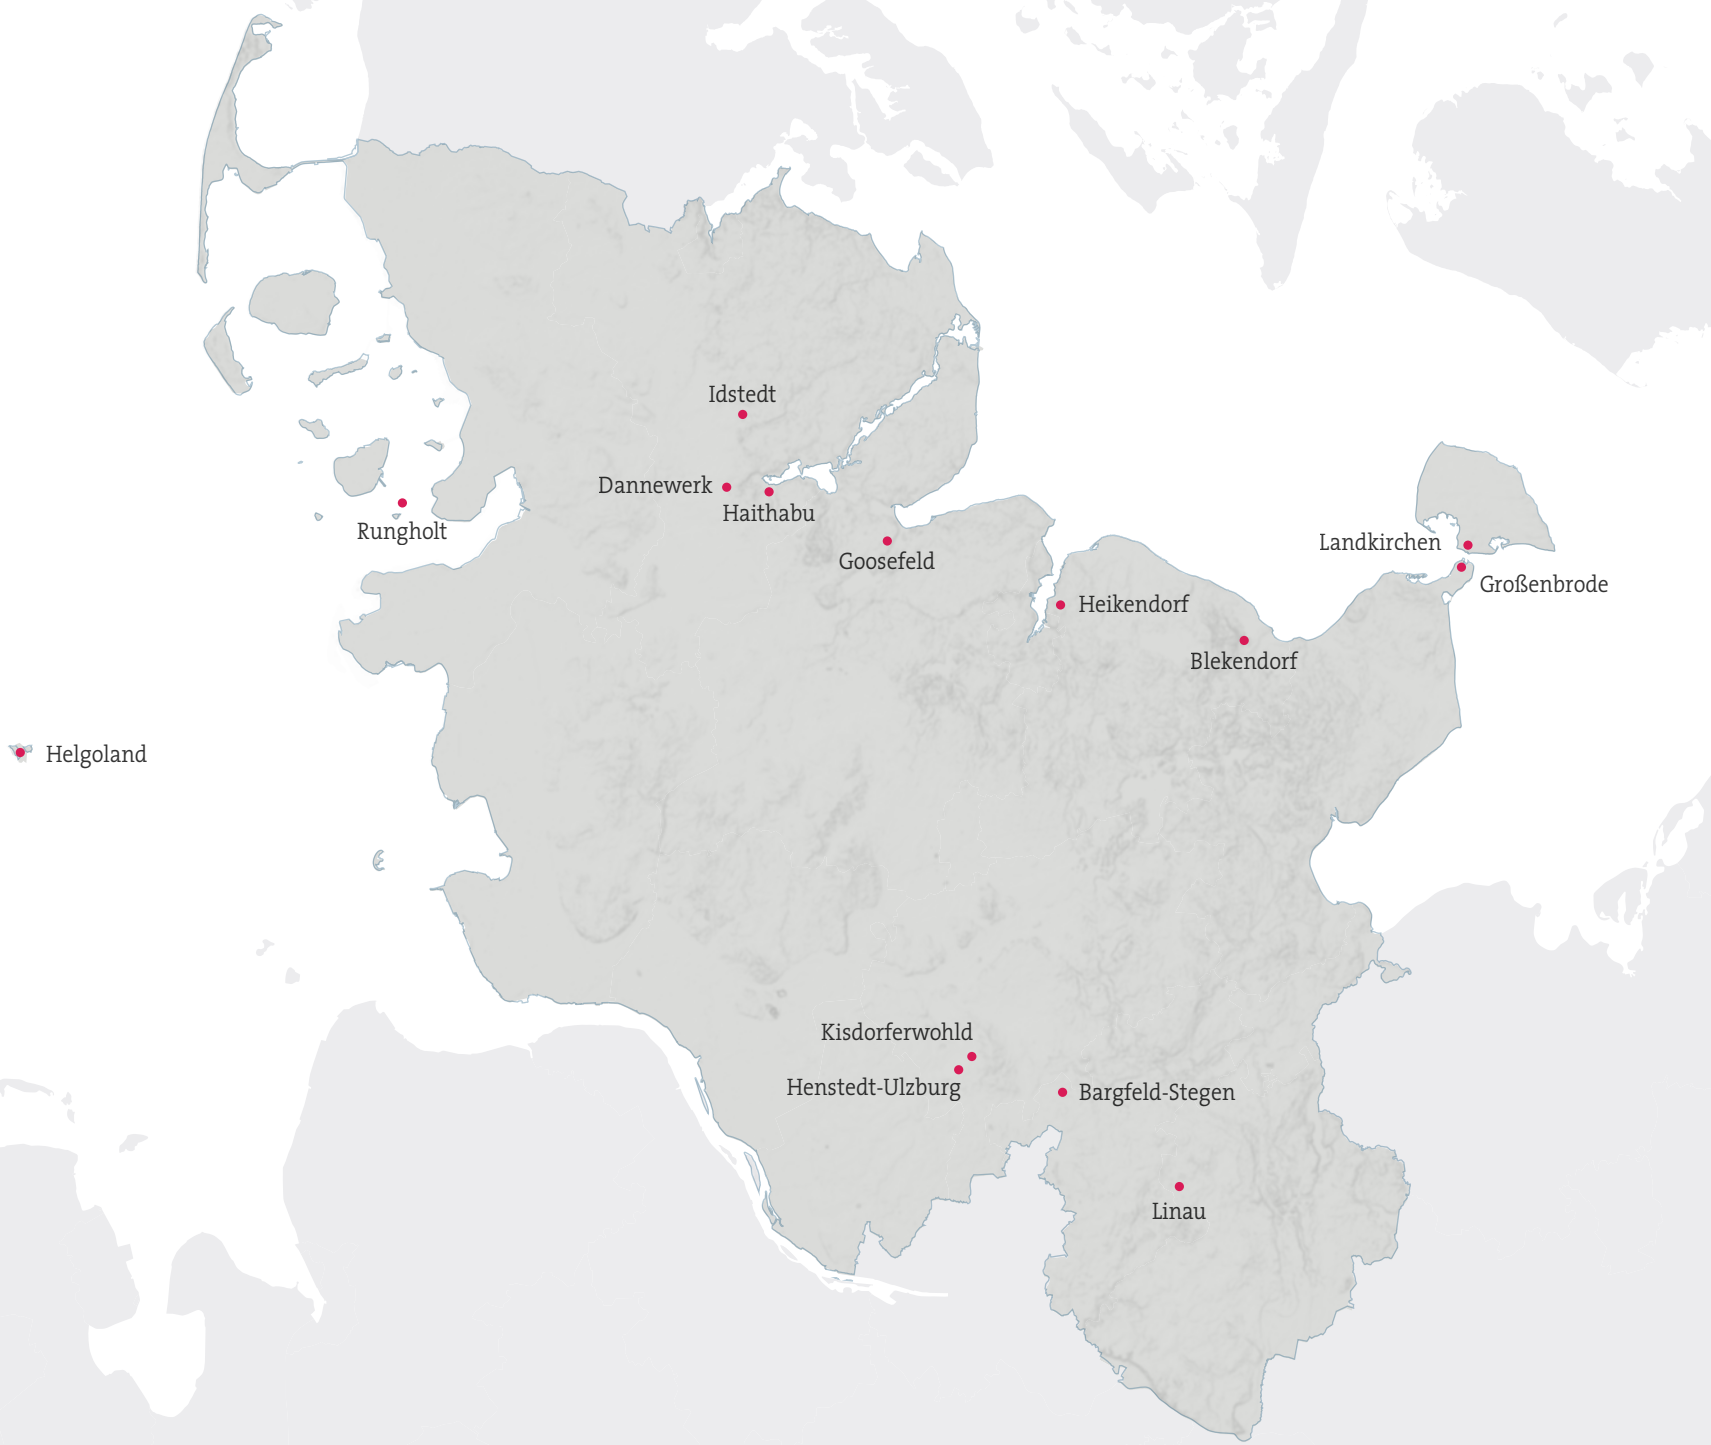 Idstedt
Dannewerk
Haithabu
Rungholt
Goosefeld
Landkirchen
Großenbrode
Heikendorf
Blekendorf
Helgoland
Kisdorferwohld
Henstedt-Ulzburg
Bargfeld-Stegen
Linau